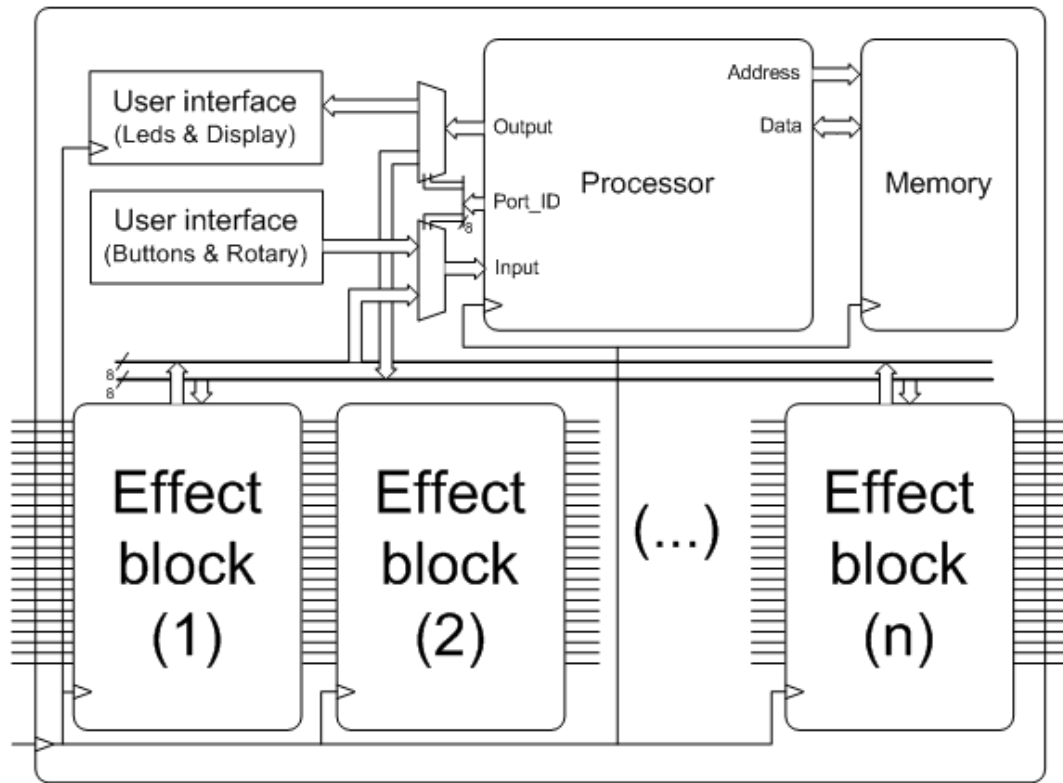 User interface
(Leds & Display)
User interface
(Buttons & Rotary)
Output
Port_ID
8
Input
Processor
Address
Data
Memory
8
8
Effect
block
(1)
Effect
block
(2)
(...)
Effect
block
(n)